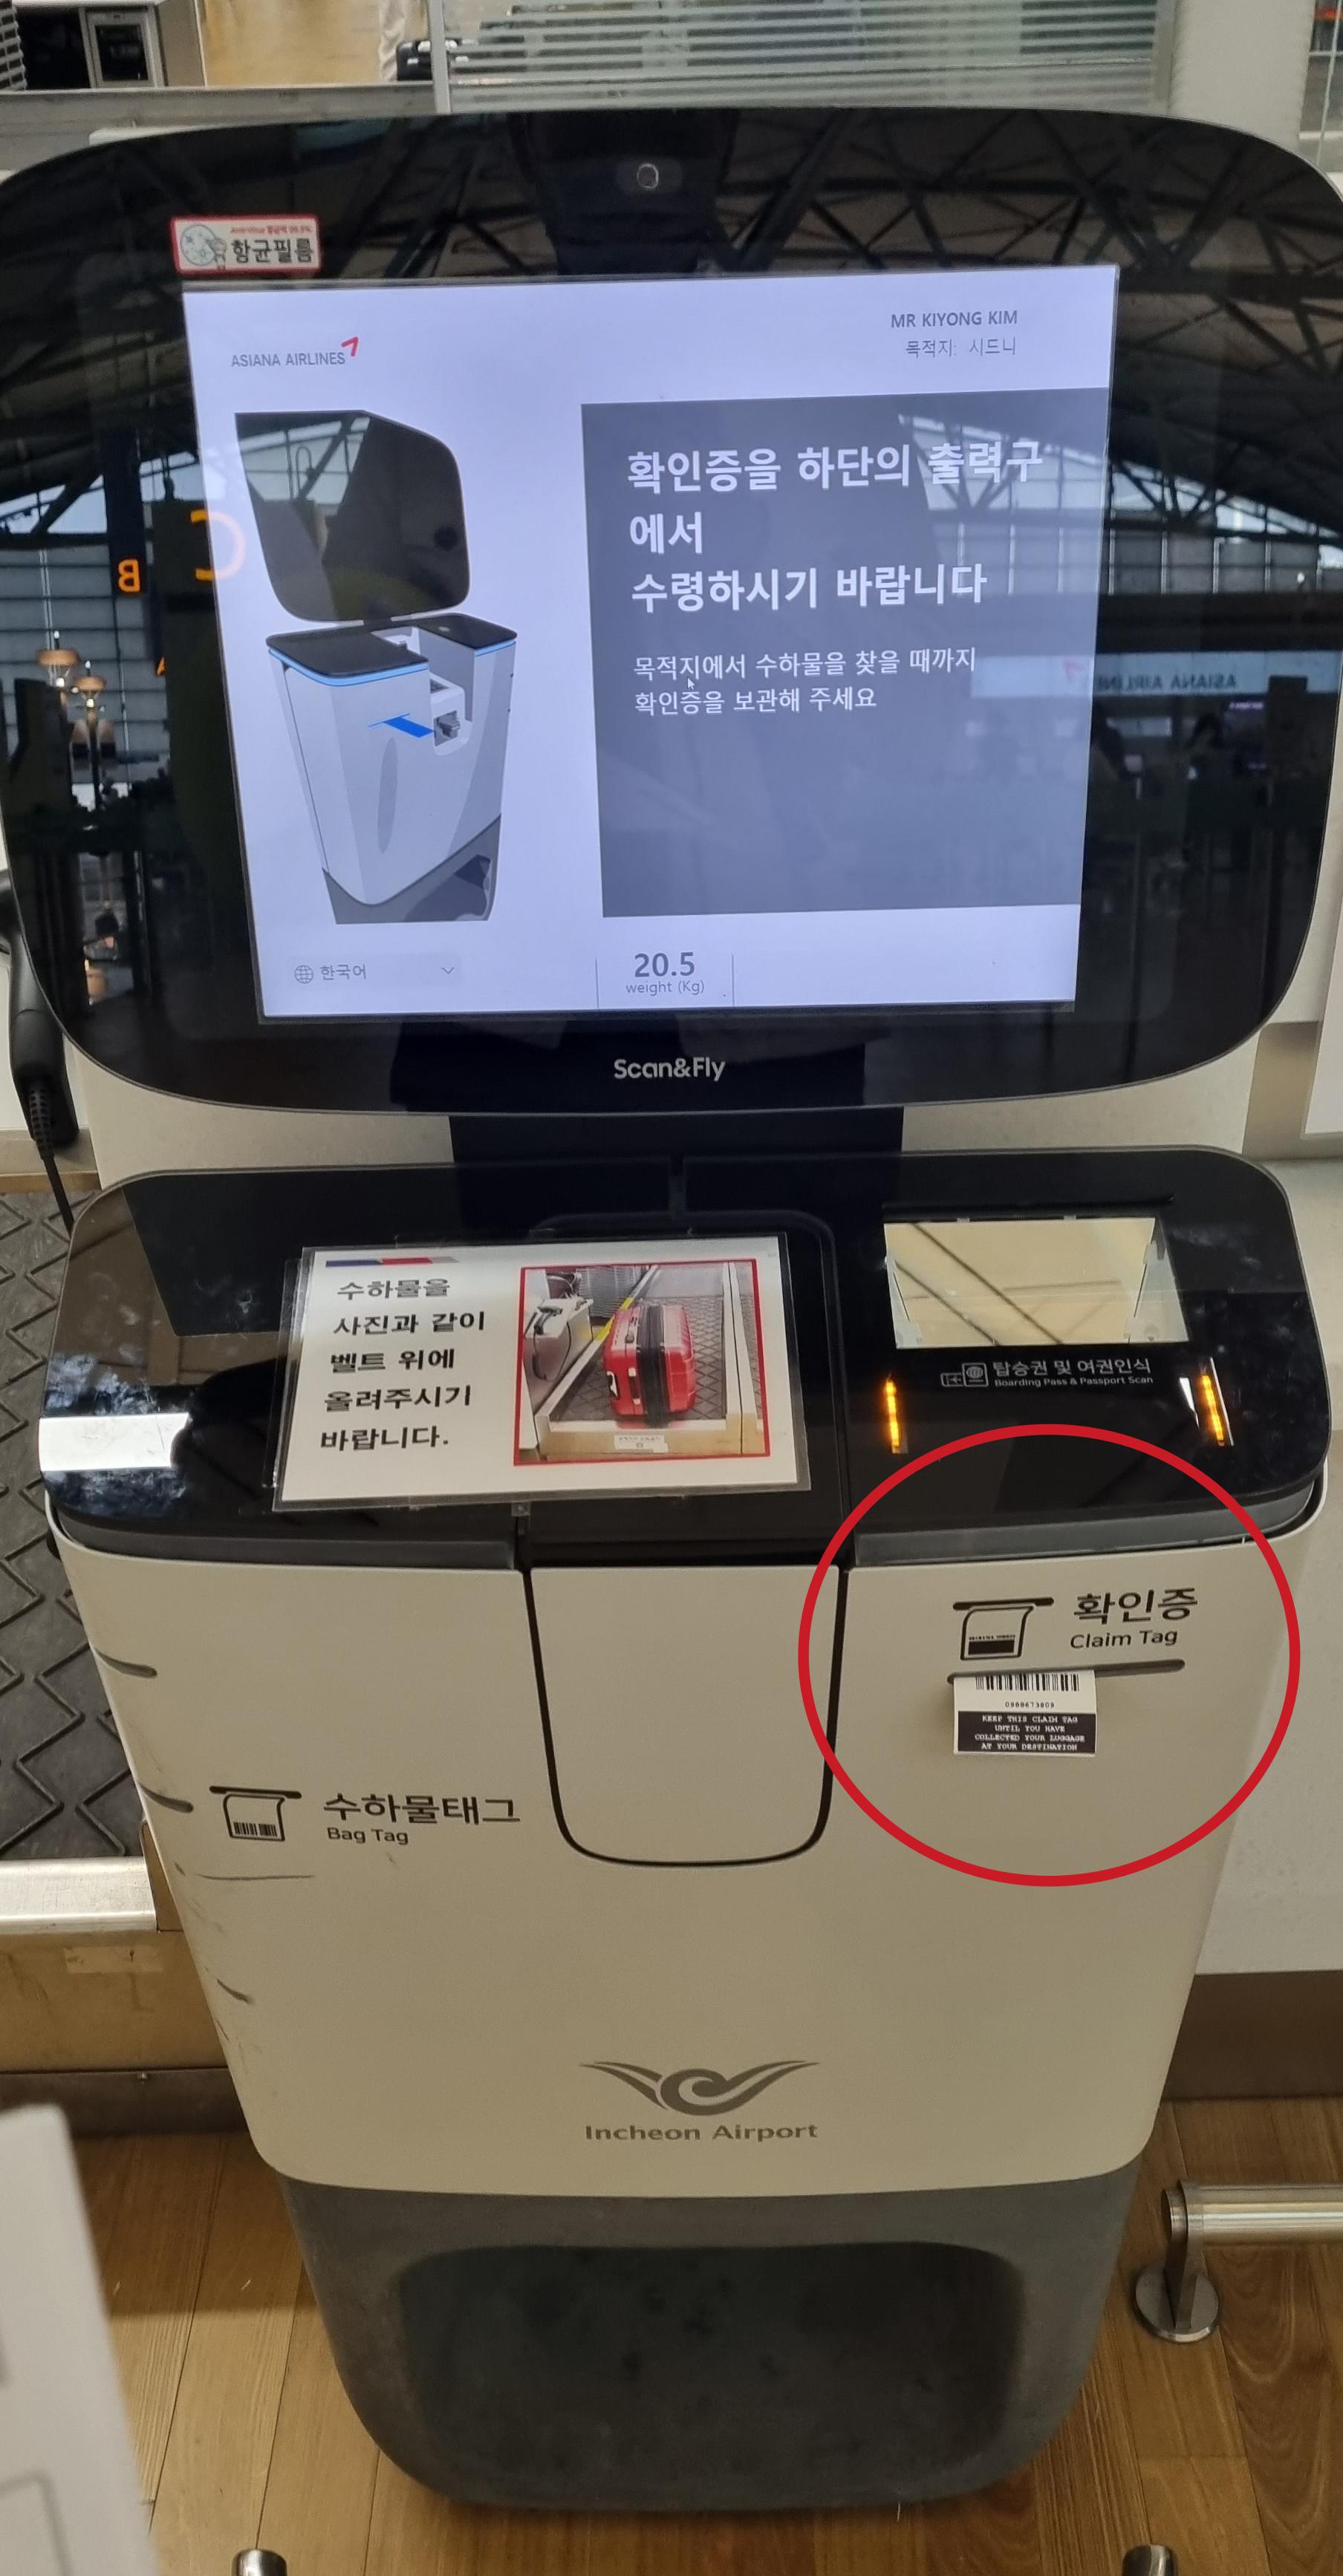 항균필름
ASIANA AIRLINES
MR KIYONG KIM
목적지: 시드니
확인증을 하단의 출력구
에서
수령하시기 바랍니다
목적지에서 수하물을 찾을 때까지
확인증을 보관해 주세요
B
C
ASIANA AIRLINE
한국어
20.5
weight (Kg)
Scan&Fly
수하물을
사진과 같이
벨트 위에
올려주시기
바랍니다.
탑승권 및 여권인식
Boarding Pass & Passport Scan
확인증
Claim Tag
0988673809
KEEP THIS CLAIM TAG
UNTIL YOU HAVE
COLLECTED YOUR LUGGAGE
AT YOUR DESTINATION
수하물태그
Bag Tag
Incheon Airport